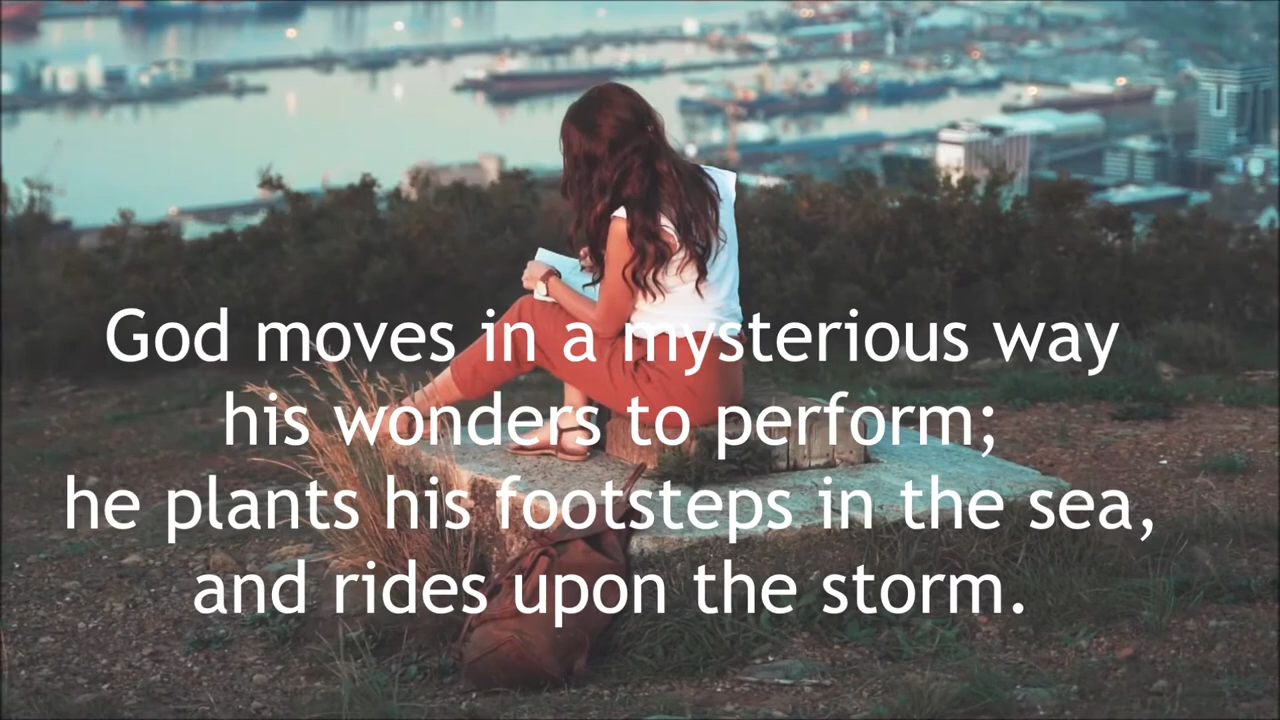 God moves in a mysterious way
his wonders to perform;
he plants his footsteps in the sea,
and rides upon the storm.